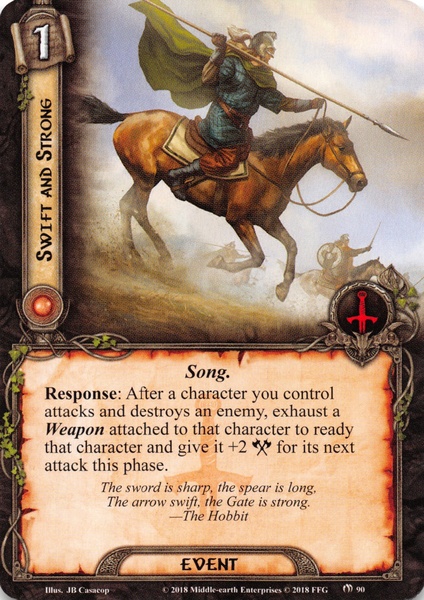 1
SWIFT AND STRONG
Song.
Response: After a character you control
attacks and destroys an enemy, exhaust a
Weapon attached to that character to ready
that character and give it +2 for its next
attack this phase.
The sword is sharp, the spear is long,
The arrow swift, the Gate is strong.
—The Hobbit
EVENT
Illus. JB Casacop
© 2018 Middle-earth Enterprises © 2018 FFG
90